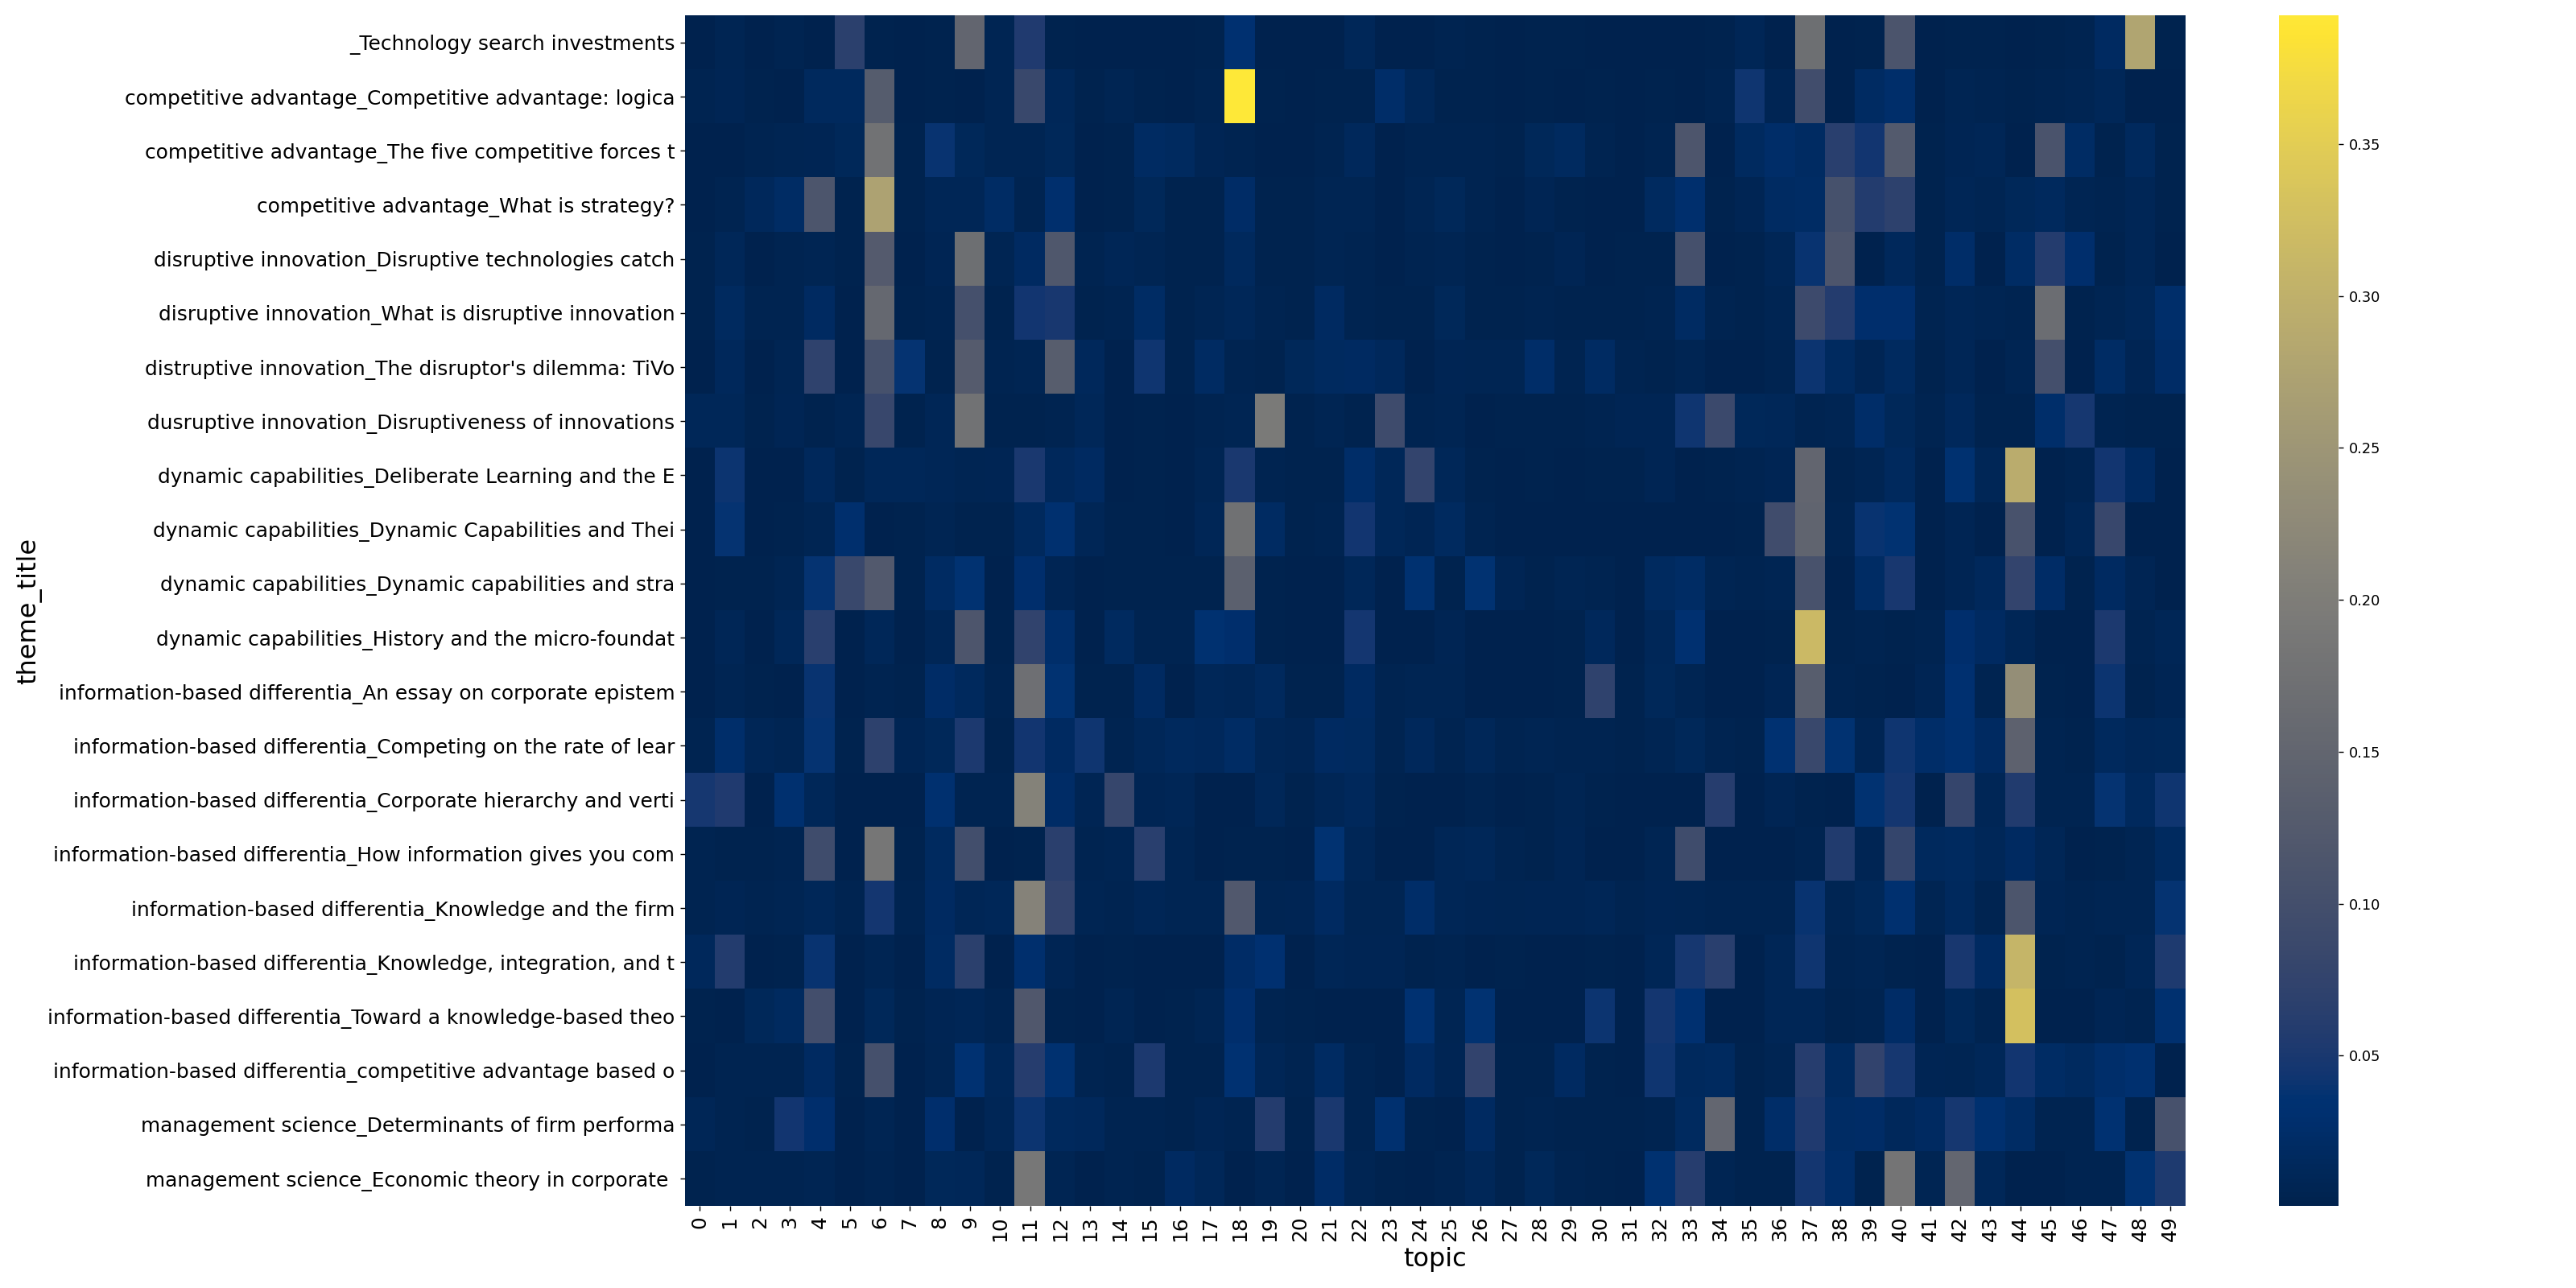 _Technology search investments
competitive advantage_Competitive advantage: logica
competitive advantage_The five competitive forces t
competitive advantage_What is strategy?
disruptive innovation_Disruptive technologies catch
disruptive innovation_What is disruptive innovation
distruptive innovation_The disruptor's dilemma: TiVo
dusruptive innovation_Disruptiveness of innovations
dynamic capabilities_Deliberate Learning and the E
dynamic capabilities_Dynamic Capabilities and Thei
dynamic capabilities_Dynamic capabilities and stra
dynamic capabilities_History and the micro-foundat
information-based differentia_An essay on corporate epistem
information-based differentia_Competing on the rate of lear
information-based differentia_Corporate hierarchy and verti
information-based differentia_How information gives you com
information-based differentia_Knowledge and the firm
information-based differentia_Knowledge, integration, and t
information-based differentia_Toward a knowledge-based theo
information-based differentia_competitive advantage based o
management science_Determinants of firm performa
management science_Economic theory in corporate
theme_title
0 1 2 3 4 5 6 7 8 9 10 11 12 13 14 15 16 17 18 19 20 21 22 23 24 25 26 27 28 29 30 31 32 33 34 35 36 37 38 39 40 41 42 43 44 45 46 47 48 49
topic
0.35
0.30
0.25
0.20
0.15
0.10
0.05